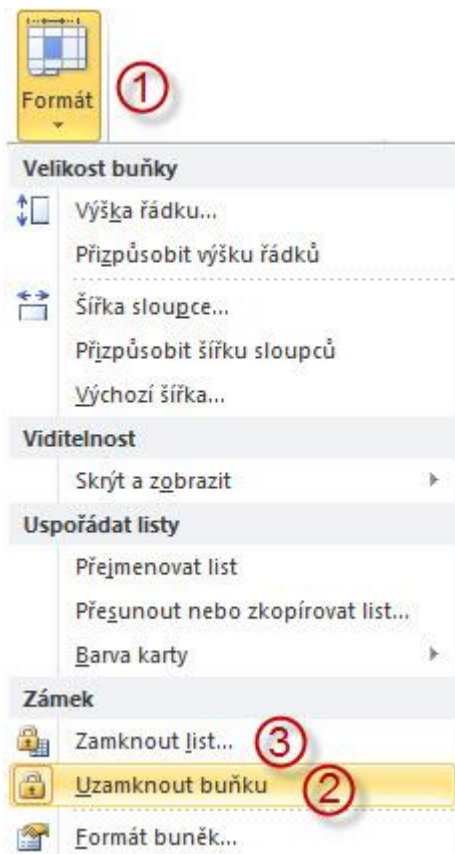 Formát
1
Velikost buňky
Výška řádku...
Přizpůsobit výšku řádků
Šířka sloupce...
Přizpůsobit šířku sloupců
Výchozí šířka...
Viditelnost
Skrýt a zobrazit
Uspořádat listy
Přejmenovat list
Přesunout nebo zkopírovat list...
Barva karty
Zámek
Zamknout list... 3
Uzamknout buňku 2
Formát buněk...